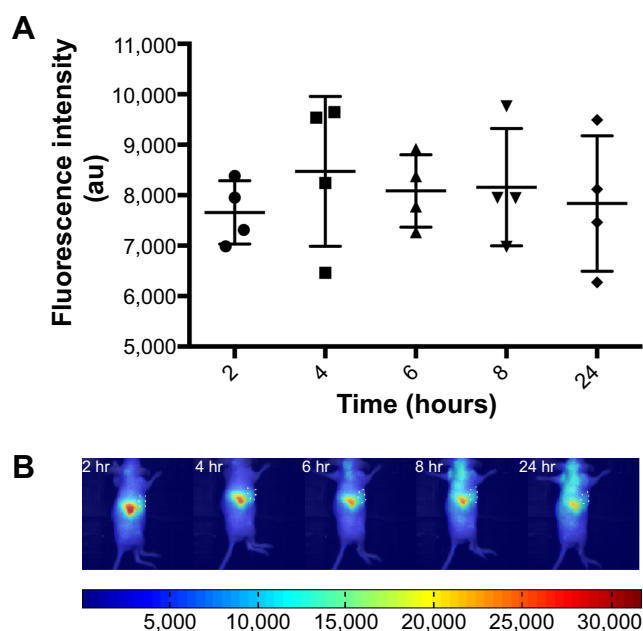 A
Fluorescence intensity
(au)
11,000
10,000
9,000
8,000
7,000
6,000
5,000
2
4
6
8
24
Time (hours)
B
2 hr
4 hr
6 hr
8 hr
24 hr
5,000
10,000
15,000
20,000
25,000
30,000